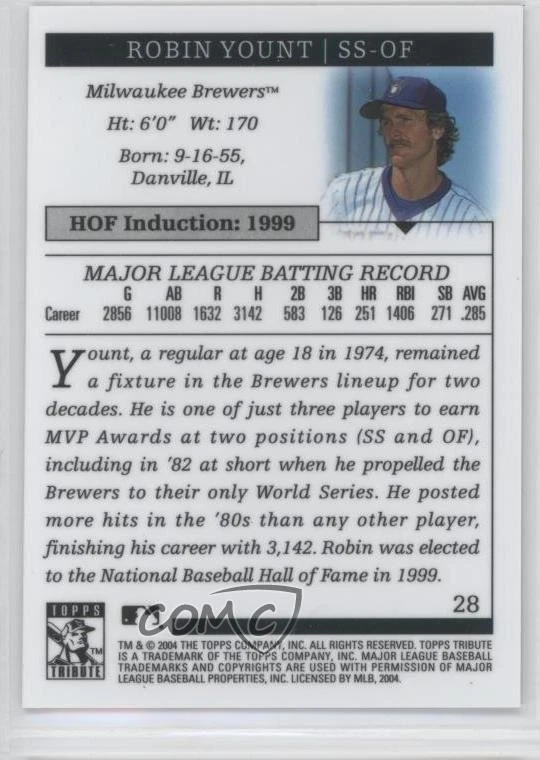 ROBIN YOUNT | SS-OF
Milwaukee Brewers™
Ht: 6'0" Wt: 170
Born: 9-16-55,
Danville, IL
HOF Induction: 1999
MAJOR LEAGUE BATTING RECORD
G AB R H 2B 3B HR RBI SB AVG
Career 2856 11008 1632 3142 583 126 251 1406 271 .285
Yount, a regular at age 18 in 1974, remained
a fixture in the Brewers lineup for two
decades. He is one of just three players to earn
MVP Awards at two positions (SS and OF),
including in '82 at short when he propelled the
Brewers to their only World Series. He posted
more hits in the '80s than any other player,
finishing his career with 3,142. Robin was elected
to the National Baseball Hall of Fame in 1999.
28
TOPPS
TRIBUTE
COMC
TM & © 2004 THE TOPPS COMPANY, INC. ALL RIGHTS RESERVED. TOPPS TRIBUTE
IS A TRADEMARK OF THE TOPPS COMPANY, INC. MAJOR LEAGUE BASEBALL
TRADEMARKS AND COPYRIGHTS ARE USED WITH PERMISSION OF MAJOR
LEAGUE BASEBALL PROPERTIES, INC. LICENSED BY MLB, 2004.